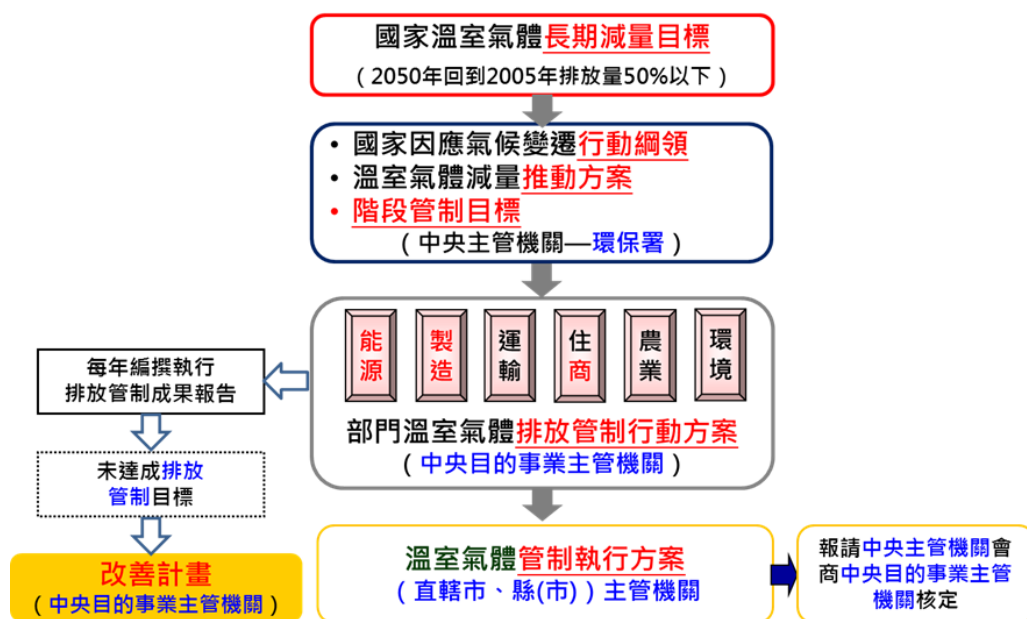 國家溫室氣體長期減量目標
(2050年回到2005年排放量50%以下)
• 國家因應氣候變遷行動綱領
• 溫室氣體減量推動方案
• 階段管制目標
(中央主管機關—環保署)
能源
製造
運輸
住商
農業
環境
部門溫室氣體排放管制行動方案
(中央目的事業主管機關)
每年編撰執行
排放管制成果報告
未達成排放
管制目標
改善計畫
(中央目的事業主管機關)
溫室氣體管制執行方案
(直轄市、縣(市))主管機關
報請中央主管機關會
商中央目的事業主管
機關核定